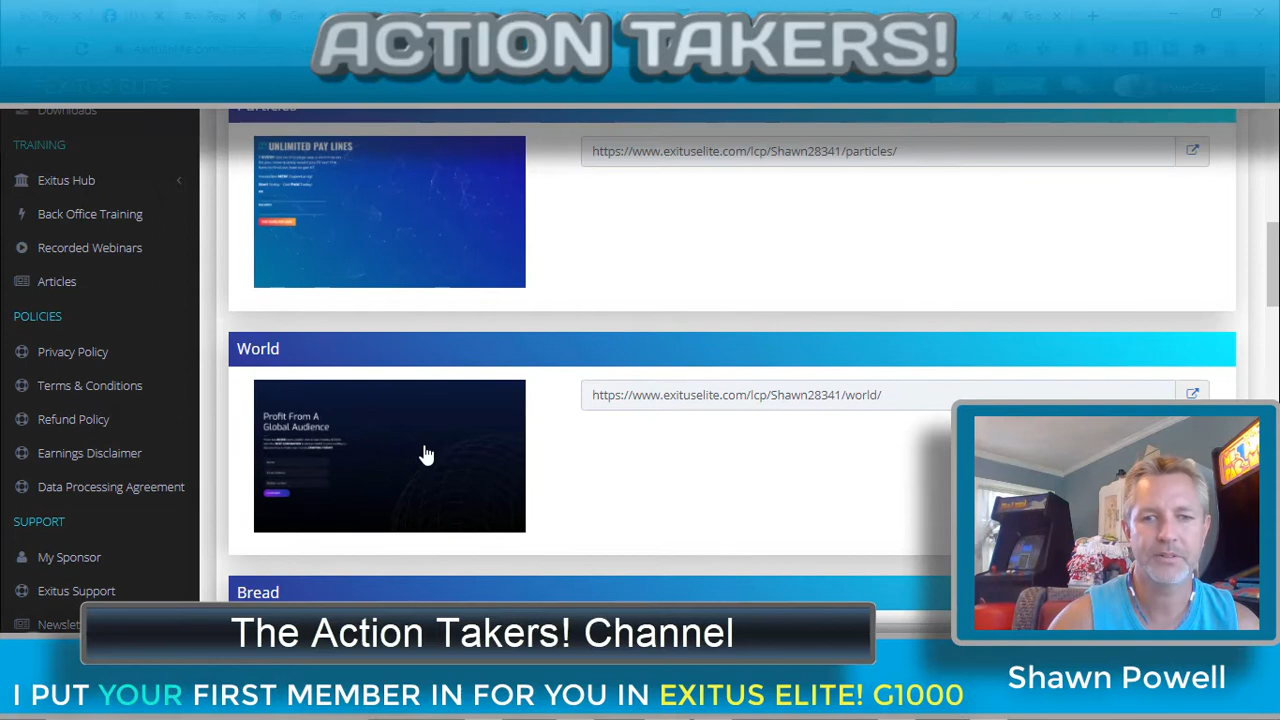 ACTION TAKERS!
EXITUS ELITE
Downloads
TRAINING
Exitus Hub
Back Office Training
Recorded Webinars
Articles
POLICIES
Privacy Policy
Terms & Conditions
Refund Policy
Earnings Disclaimer
Data Processing Agreement
SUPPORT
My Sponsor
Exitus Support
Particles
UNLIMITED PAY LINES
https://www.exituselite.com/lcp/Shawn28341/particles/
World
Profit From A
Global Audience
https://www.exituselite.com/lcp/Shawn28341/world/
Bread
The Action Takers! Channel
Shawn Powell
I PUT YOUR FIRST MEMBER IN FOR YOU IN EXITUS ELITE! G1000